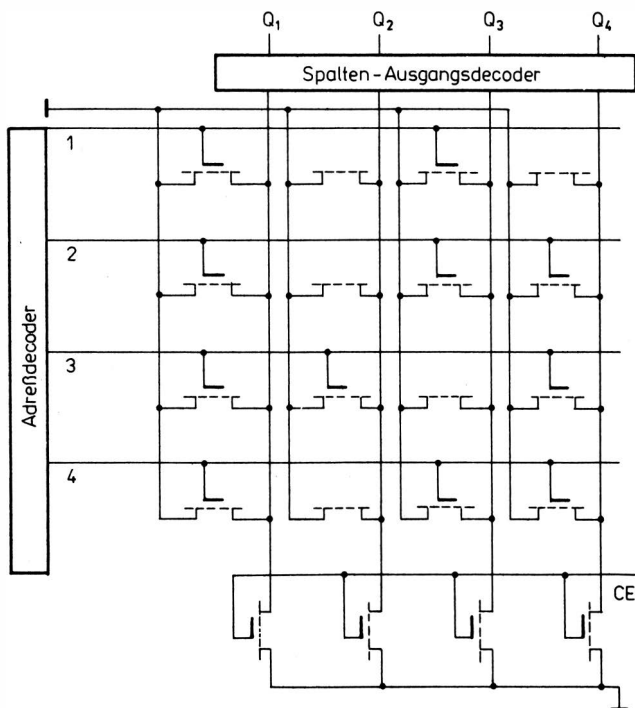 Q₁ Q₂ Q₃ Q₄
Spalten-Ausgangsdecoder
1
2
Adreßdecoder
3
4
CE